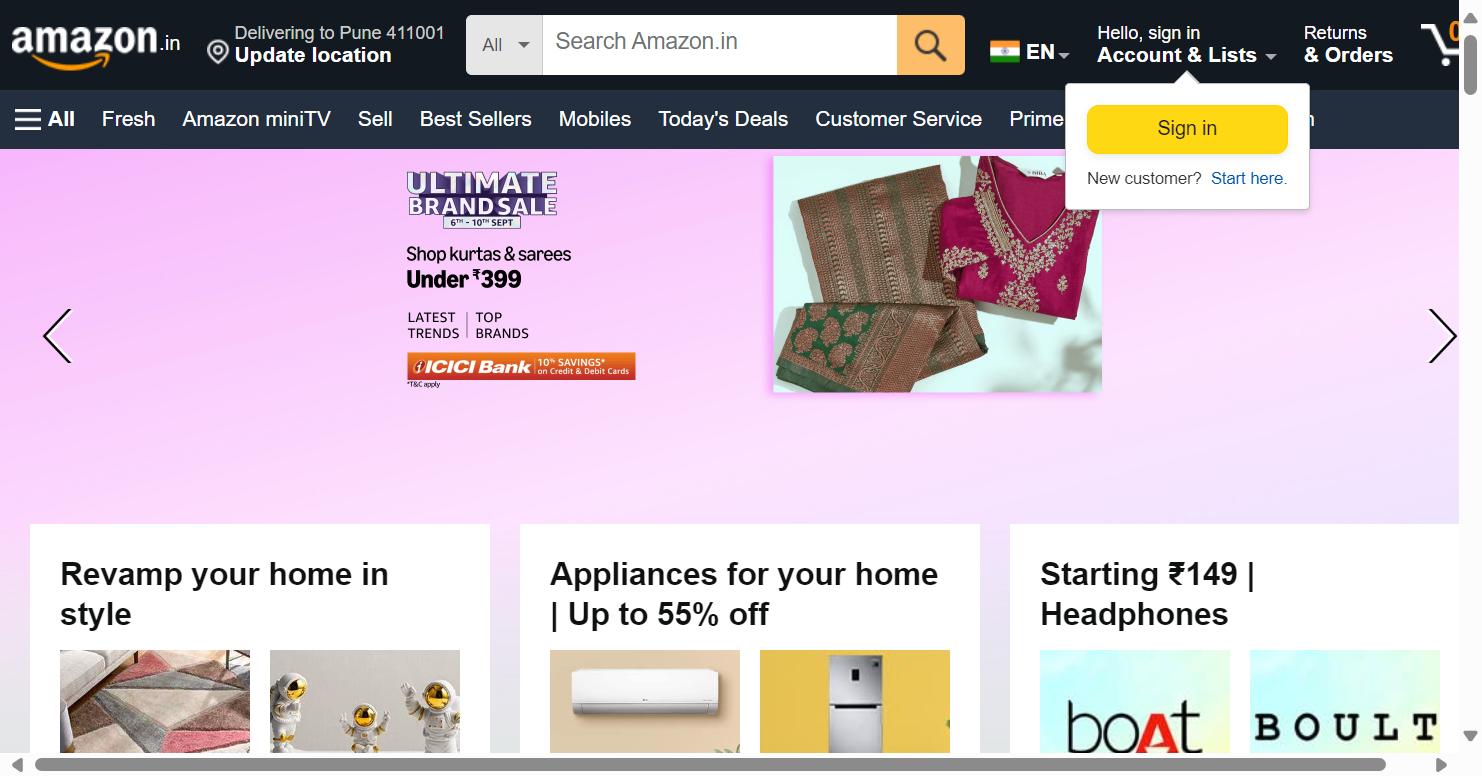 amazon.in
Delivering to Pune 411001
Update location
All
Search Amazon.in
EN
Hello, sign in
Account & Lists
Returns
& Orders
0
All
Fresh
Amazon miniTV
Sell
Best Sellers
Mobiles
Today's Deals
Customer Service
Prime
Sign in
New customer? Start here.
ULTIMATE
BRAND SALE
6TH - 10TH SEPT
Shop kurtas & sarees
Under ₹399
LATEST
TRENDS
TOP
BRANDS
ICICI Bank
10% SAVINGS*
on Credit & Debit Cards
*T&C apply
Revamp your home in
style
Appliances for your home
| Up to 55% off
Starting ₹149 |
Headphones
boAt
BOULT